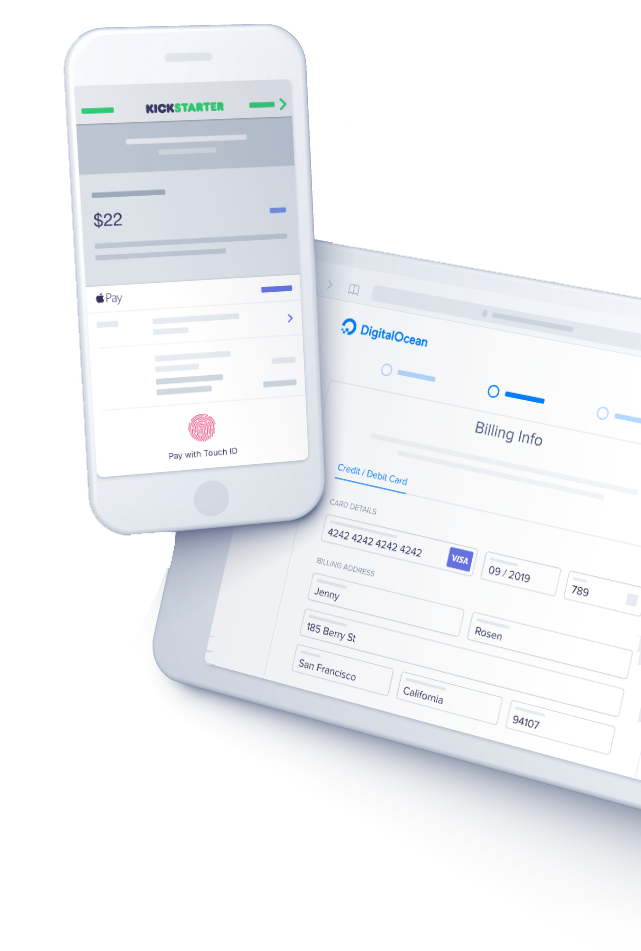 KICKSTARTER
$22
Pay
Pay with Touch ID
DigitalOcean
Billing Info
Credit / Debit Card
CARD DETAILS
4242 4242 4242 4242
VISA
09 / 2019
789
BILLING ADDRESS
Jenny
Rosen
185 Berry St
San Francisco
California
94107